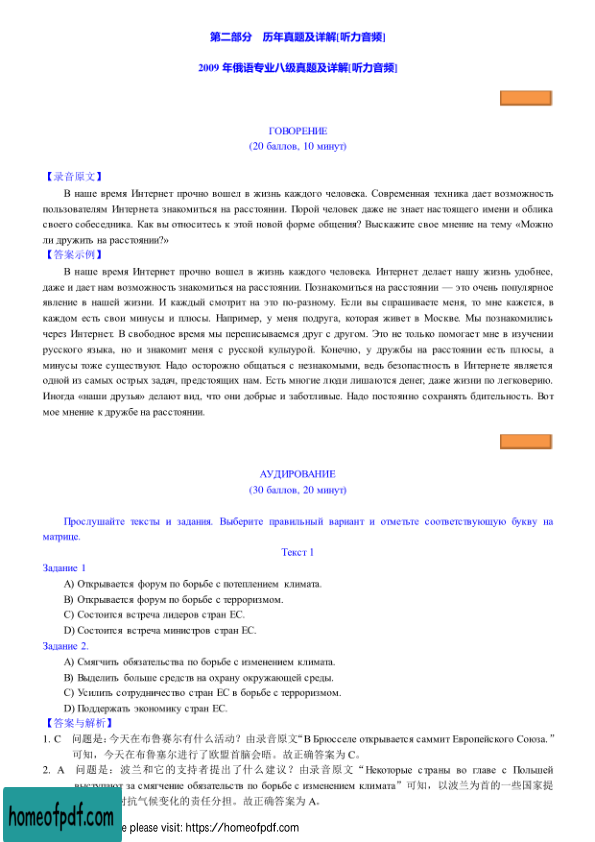 第二部分 历年真题及详解[听力音频]
2009 年俄语专业八级真题及详解[听力音频]
ГОВОРЕНИЕ
(20 баллов, 10 минут)
【录音原文】
В наше время Интернет прочно вошел в жизнь каждого человека. Современная техника дает возможность
пользователям Интернета знакомиться на расстоянии. Порой человек даже не знает настоящего имени и облика
своего собеседника. Как вы относитесь к этой новой форме общения? Выскажите свое мнение на тему «Можно
ли дружить на расстоянии?»
【答案示例】
В наше время Интернет прочно вошел в жизнь каждого человека. Интернет делает нашу жизнь удобнее,
даже и дает нам возможность знакомиться на расстоянии. Познакомиться на расстоянии — это очень популярное
явление в нашей жизни. И каждый смотрит на это по-разному. Если вы спрашиваете меня, то мне кажется, в
каждом есть свои минусы и плюсы. Например, у меня подруга, которая живет в Москве. Мы познакомились
через Интернет. В свободное время мы переписываемся друг с другом. Это не только помогает мне в изучении
русского языка, но и знакомит меня с русской культурой. Конечно, у дружбы на расстоянии есть плюсы, а
минусы тоже существуют. Надо осторожно общаться с незнакомыми, ведь безопастность в Интернете является
одной из самых острых задач, предстоящих нам. Есть многие люди лишаются денег, даже жизни по легковерию.
Иногда «наши друзья» делают вид, что они добрые и заботливые. Надо постоянно сохранять бдительность. Вот
мое мнение к дружбе на расстоянии.
АУДИРОВАНИЕ
(30 баллов, 20 минут)
Прослушайте тексты и задания. Выберите правильный вариант и отметьте соответствующую букву на
матрице.
Текст 1
Задание 1
A) Открывается форум по борьбе с потеплением климата.
B) Открывается форум по борьбе с терроризмом.
C) Состоится встреча лидеров стран ЕС.
D) Состоится встреча министров стран ЕС.
Задание 2.
A) Смягчить обязательства по борьбе с изменением климата.
B) Выделить больше средств на охрану окружающей среды.
C) Усилить сотрудничество стран ЕС в борьбе с терроризмом.
D) Поддержать экономику стран ЕС.
【答案与解析】
1. C 问题是：今天在布鲁赛尔有什么活动？由录音原文“В Брюсселе открывается саммит Европейского Союза.”
可知，今天在布鲁塞尔进行了欧盟首脑会晤。故正确答案为 C。
2. A 问题是：波兰和它的支持者提出了什么建议？由录音原文“Некоторые страны во главе с Польшей
выступают за смягчение обязательств по борьбе с изменением климата”可知，以波兰为首的一些国家提
对抗气候变化的责任分担。故正确答案为 A。
homeofpdf.com
e please visit: https://homeofpdf.com